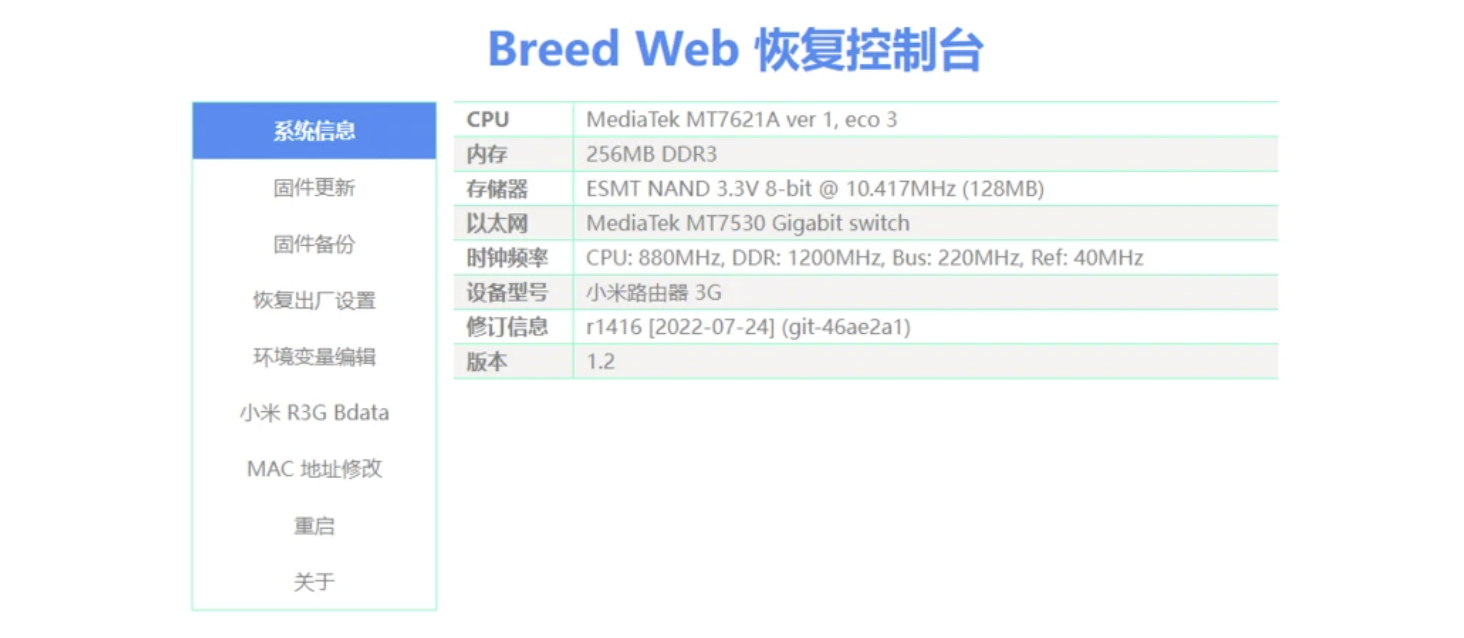 Breed Web 恢复控制台
系统信息
固件更新
固件备份
恢复出厂设置
环境变量编辑
小米 R3G Bdata
MAC 地址修改
重启
关于
CPU MediaTek MT7621A ver 1, eco 3
内存 256MB DDR3
存储器 ESMT NAND 3.3V 8-bit @ 10.417MHz (128MB)
以太网 MediaTek MT7530 Gigabit switch
时钟频率 CPU: 880MHz, DDR: 1200MHz, Bus: 220MHz, Ref: 40MHz
设备型号 小米路由器 3G
修订信息 r1416 [2022-07-24] (git-46ae2a1)
版本 1.2